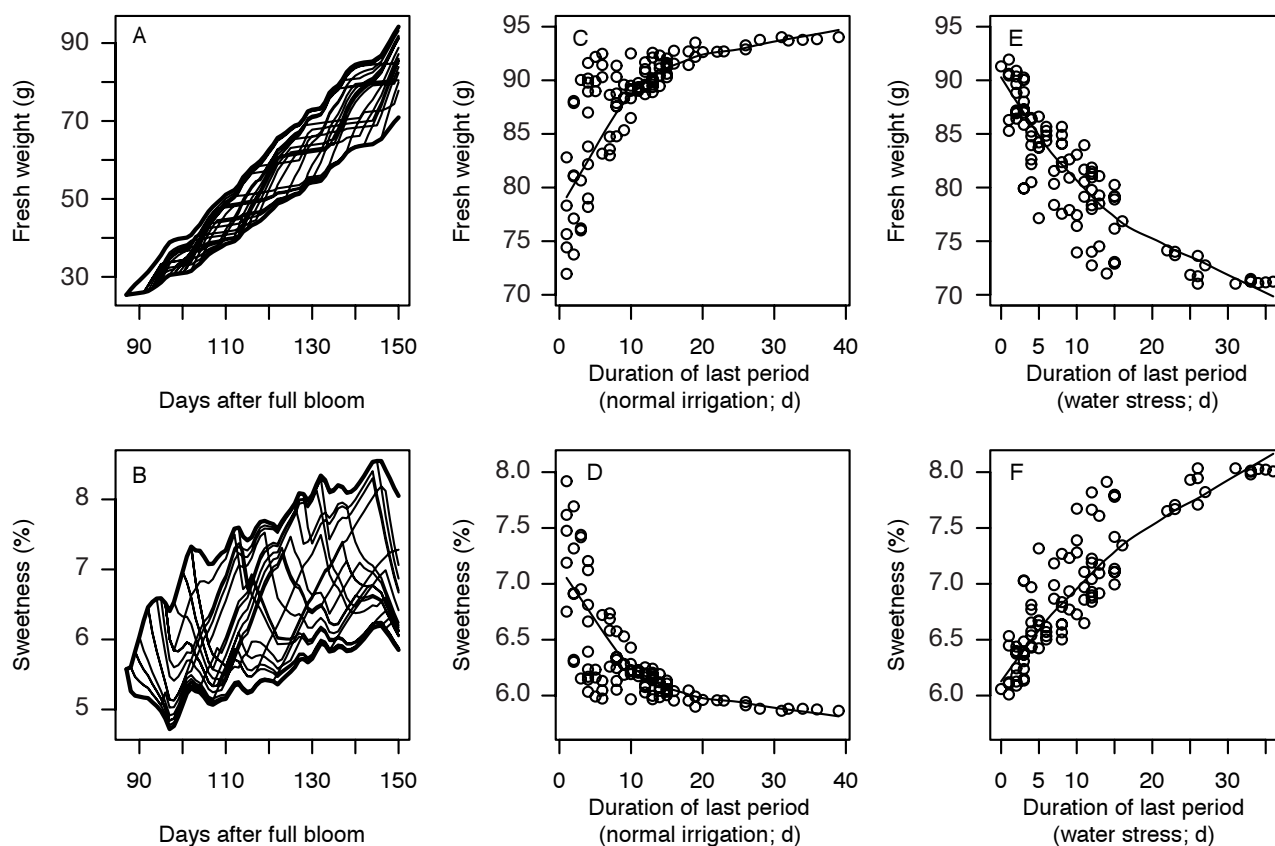 A
Fresh weight (g)
90
70
50
30
90 110 130 150
Days after full bloom
C
Fresh weight (g)
95
90
85
80
75
70
0 10 20 30 40
Duration of last period
(normal irrigation; d)
E
Fresh weight (g)
95
90
85
80
75
70
0 5 10 20 30
Duration of last period
(water stress; d)
B
Sweetness (%)
8
7
6
5
90 110 130 150
Days after full bloom
D
Sweetness (%)
8.0
7.5
7.0
6.5
6.0
0 10 20 30 40
Duration of last period
(normal irrigation; d)
F
Sweetness (%)
8.0
7.5
7.0
6.5
6.0
0 5 10 20 30
Duration of last period
(water stress; d)